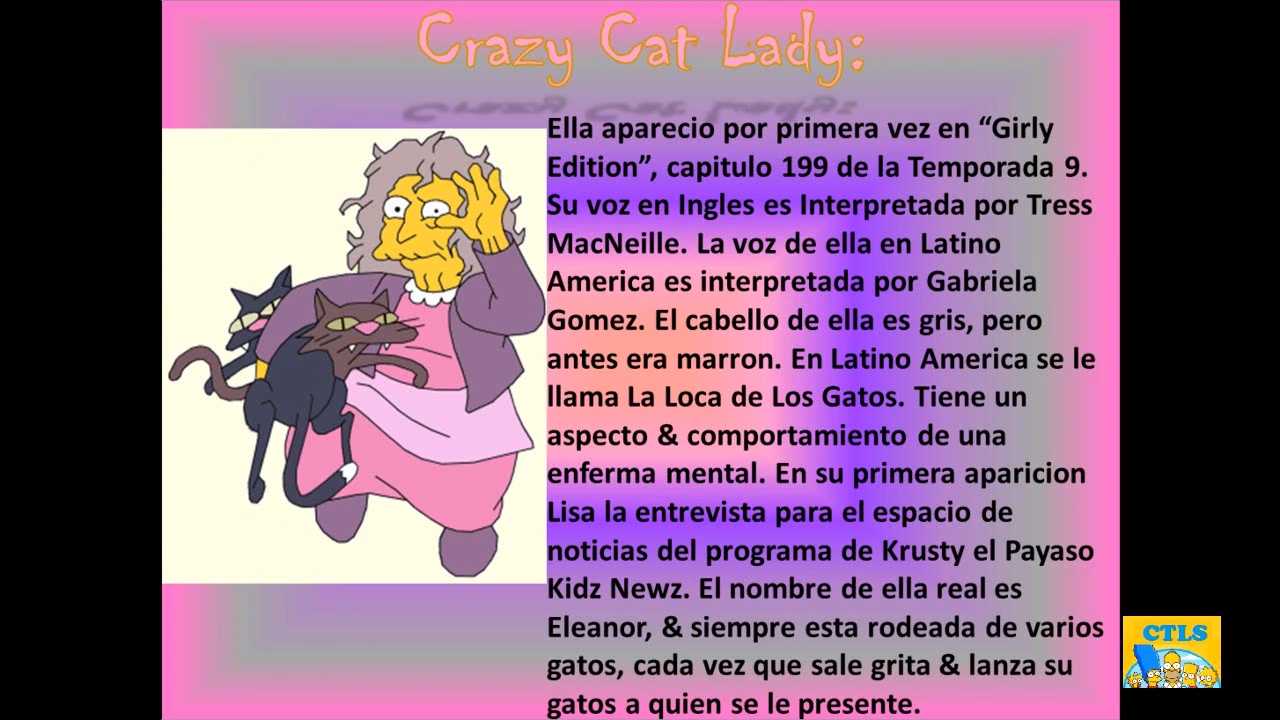 Crazy Cat Lady:
Ella aparecio por primera vez en “Girly
Edition”, capitulo 199 de la Temporada 9.
Su voz en Ingles es Interpretada por Tress
MacNeille. La voz de ella en Latino
America es interpretada por Gabriela
Gomez. El cabello de ella es gris, pero
antes era marron. En Latino America se le
llama La Loca de Los Gatos. Tiene un
aspecto & comportamiento de una
enferma mental. En su primera aparicion
Lisa la entrevista para el espacio de
noticias del programa de Krusty el Payaso
Kidz Newz. El nombre de ella real es
Eleanor, & siempre esta rodeada de varios
gatos, cada vez que sale grita & lanza su
gatos a quien se le presente.
CTLS